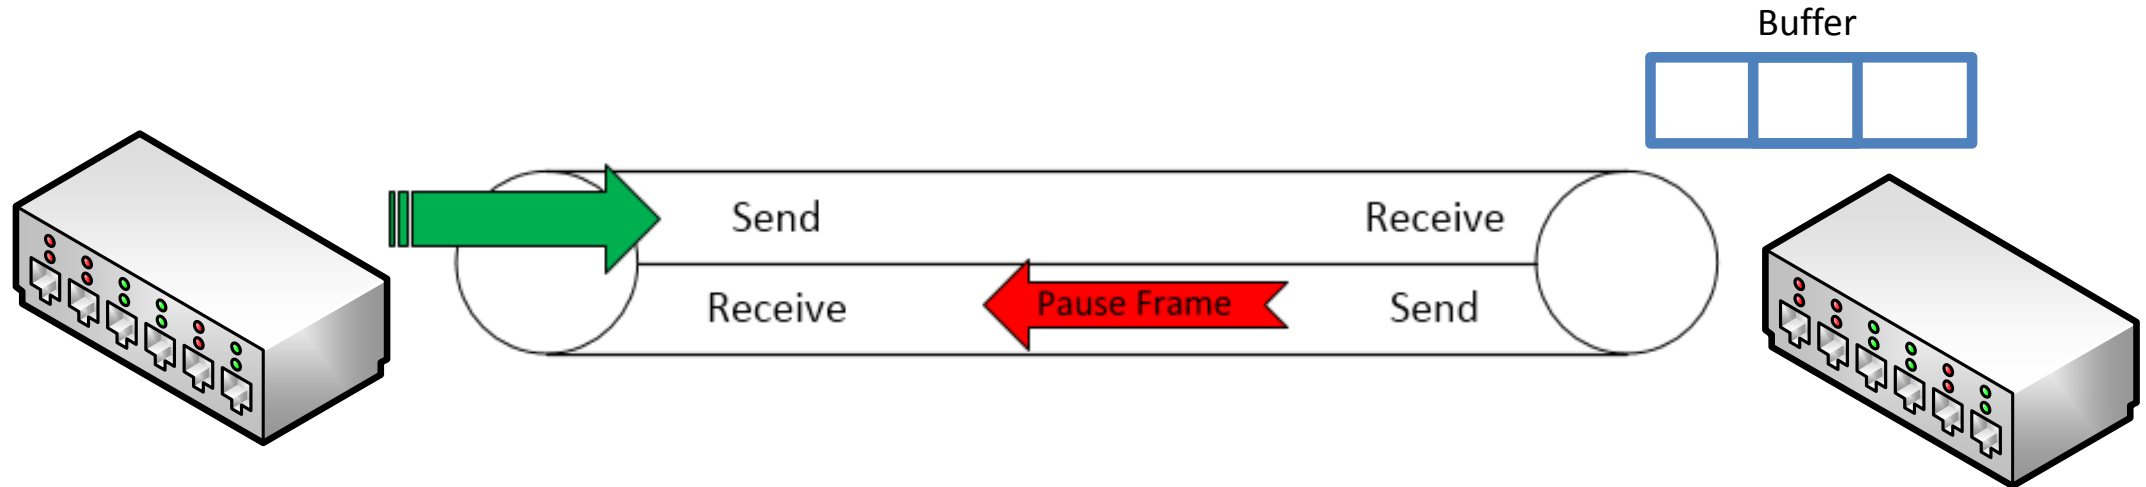 Buffer
Send
Receive
Receive
Pause Frame
Send